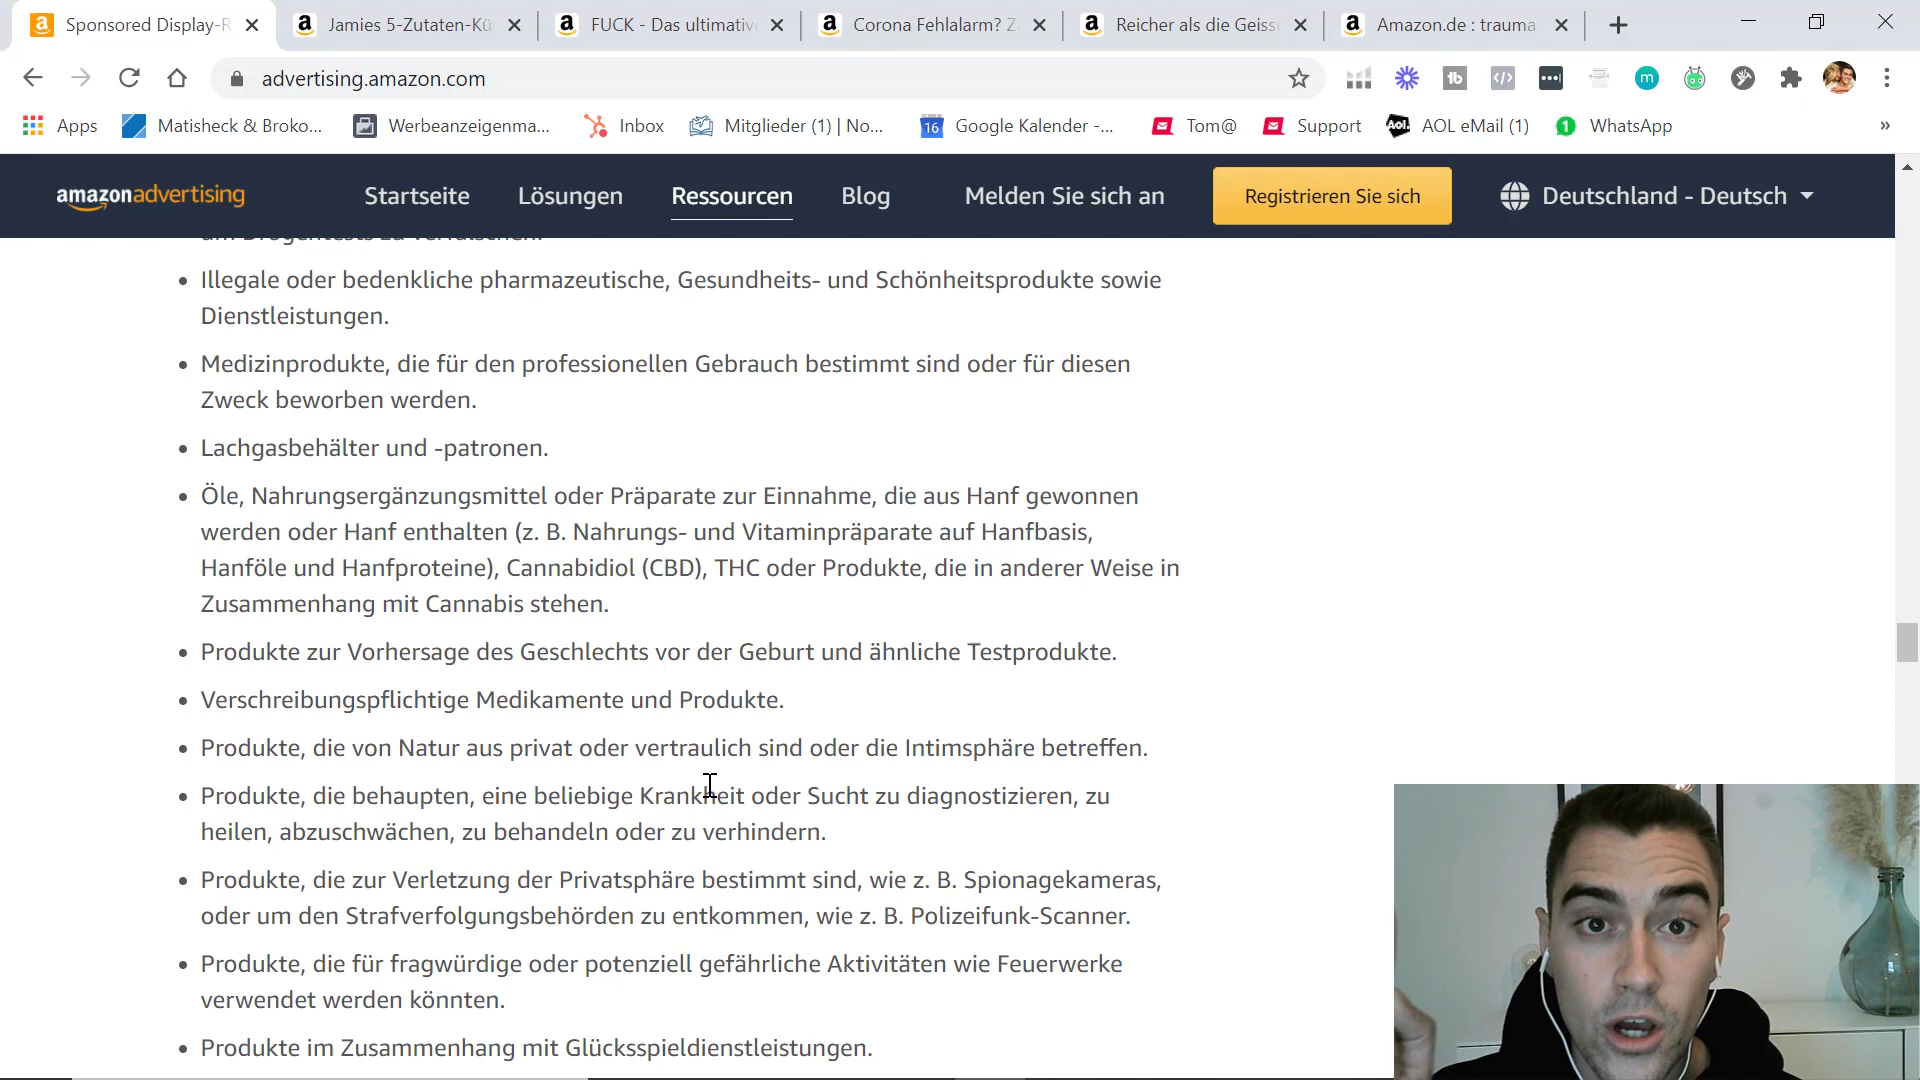 Sponsored Display-R
Jamies 5-Zutaten-Kü
FUCK - Das ultimativ
Corona Fehlalarm? Z
Reicher als die Geiss
Amazon.de : trauma
advertising.amazon.com
Apps
Matisheck & Broko...
Werbeanzeigenma...
Inbox
Mitglieder (1) | No...
16
Google Kalender -...
Tom@
Support
Aol.
AOL eMail (1)
1
WhatsApp
»
amazonadvertising
Startseite
Lösungen
Ressourcen
Blog
Melden Sie sich an
Registrieren Sie sich
Deutschland - Deutsch
um Drogentests zu verfälschen.
• Illegale oder bedenkliche pharmazeutische, Gesundheits- und Schönheitsprodukte sowie
Dienstleistungen.
• Medizinprodukte, die für den professionellen Gebrauch bestimmt sind oder für diesen
Zweck beworben werden.
• Lachgasbehälter und -patronen.
• Öle, Nahrungsergänzungsmittel oder Präparate zur Einnahme, die aus Hanf gewonnen
werden oder Hanf enthalten (z. B. Nahrungs- und Vitaminpräparate auf Hanfbasis,
Hanföle und Hanfproteine), Cannabidiol (CBD), THC oder Produkte, die in anderer Weise in
Zusammenhang mit Cannabis stehen.
• Produkte zur Vorhersage des Geschlechts vor der Geburt und ähnliche Testprodukte.
• Verschreibungspflichtige Medikamente und Produkte.
• Produkte, die von Natur aus privat oder vertraulich sind oder die Intimsphäre betreffen.
• Produkte, die behaupten, eine beliebige Krankheit oder Sucht zu diagnostizieren, zu
heilen, abzuschwächen, zu behandeln oder zu verhindern.
• Produkte, die zur Verletzung der Privatsphäre bestimmt sind, wie z. B. Spionagekameras,
oder um den Strafverfolgungsbehörden zu entkommen, wie z. B. Polizeifunk-Scanner.
• Produkte, die für fragwürdige oder potenziell gefährliche Aktivitäten wie Feuerwerke
verwendet werden könnten.
• Produkte im Zusammenhang mit Glücksspieldienstleistungen.